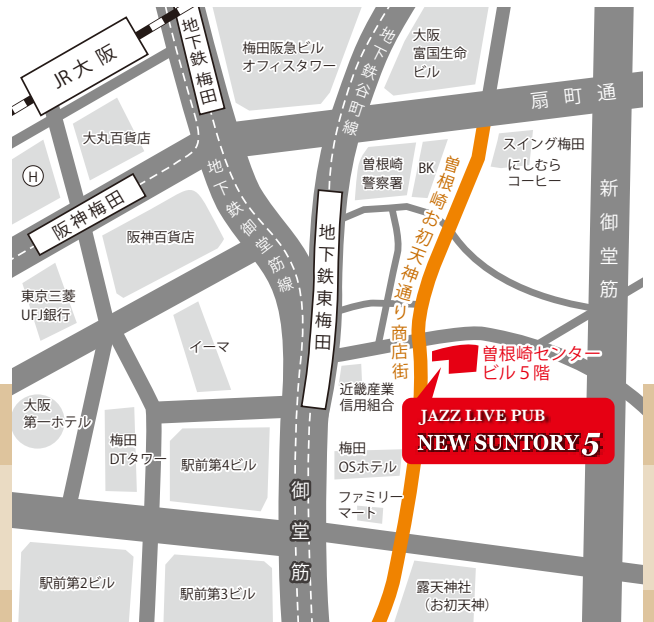 JR大阪
地下鉄梅田
梅田阪急ビル
オフィスタワー
地下鉄谷町線
大阪
富国生命
ビル
扇町通
大丸百貨店
H
阪神梅田
地下鉄御堂筋線
曽根崎
警察署
BK
曽根崎お初天神通り商店街
スイング梅田
にしむら
コーヒー
新御堂筋
阪神百貨店
地下鉄東梅田
東京三菱
UFJ銀行
イーマ
曽根崎センター
ビル5階
近畿産業
信用組合
JAZZ LIVE PUB
NEW SUNTORY 5
大阪
第一ホテル
梅田
DTタワー
駅前第4ビル
梅田
OSホテル
ファミリー
マート
御堂筋
駅前第2ビル
駅前第3ビル
露天神社
（お初天神）